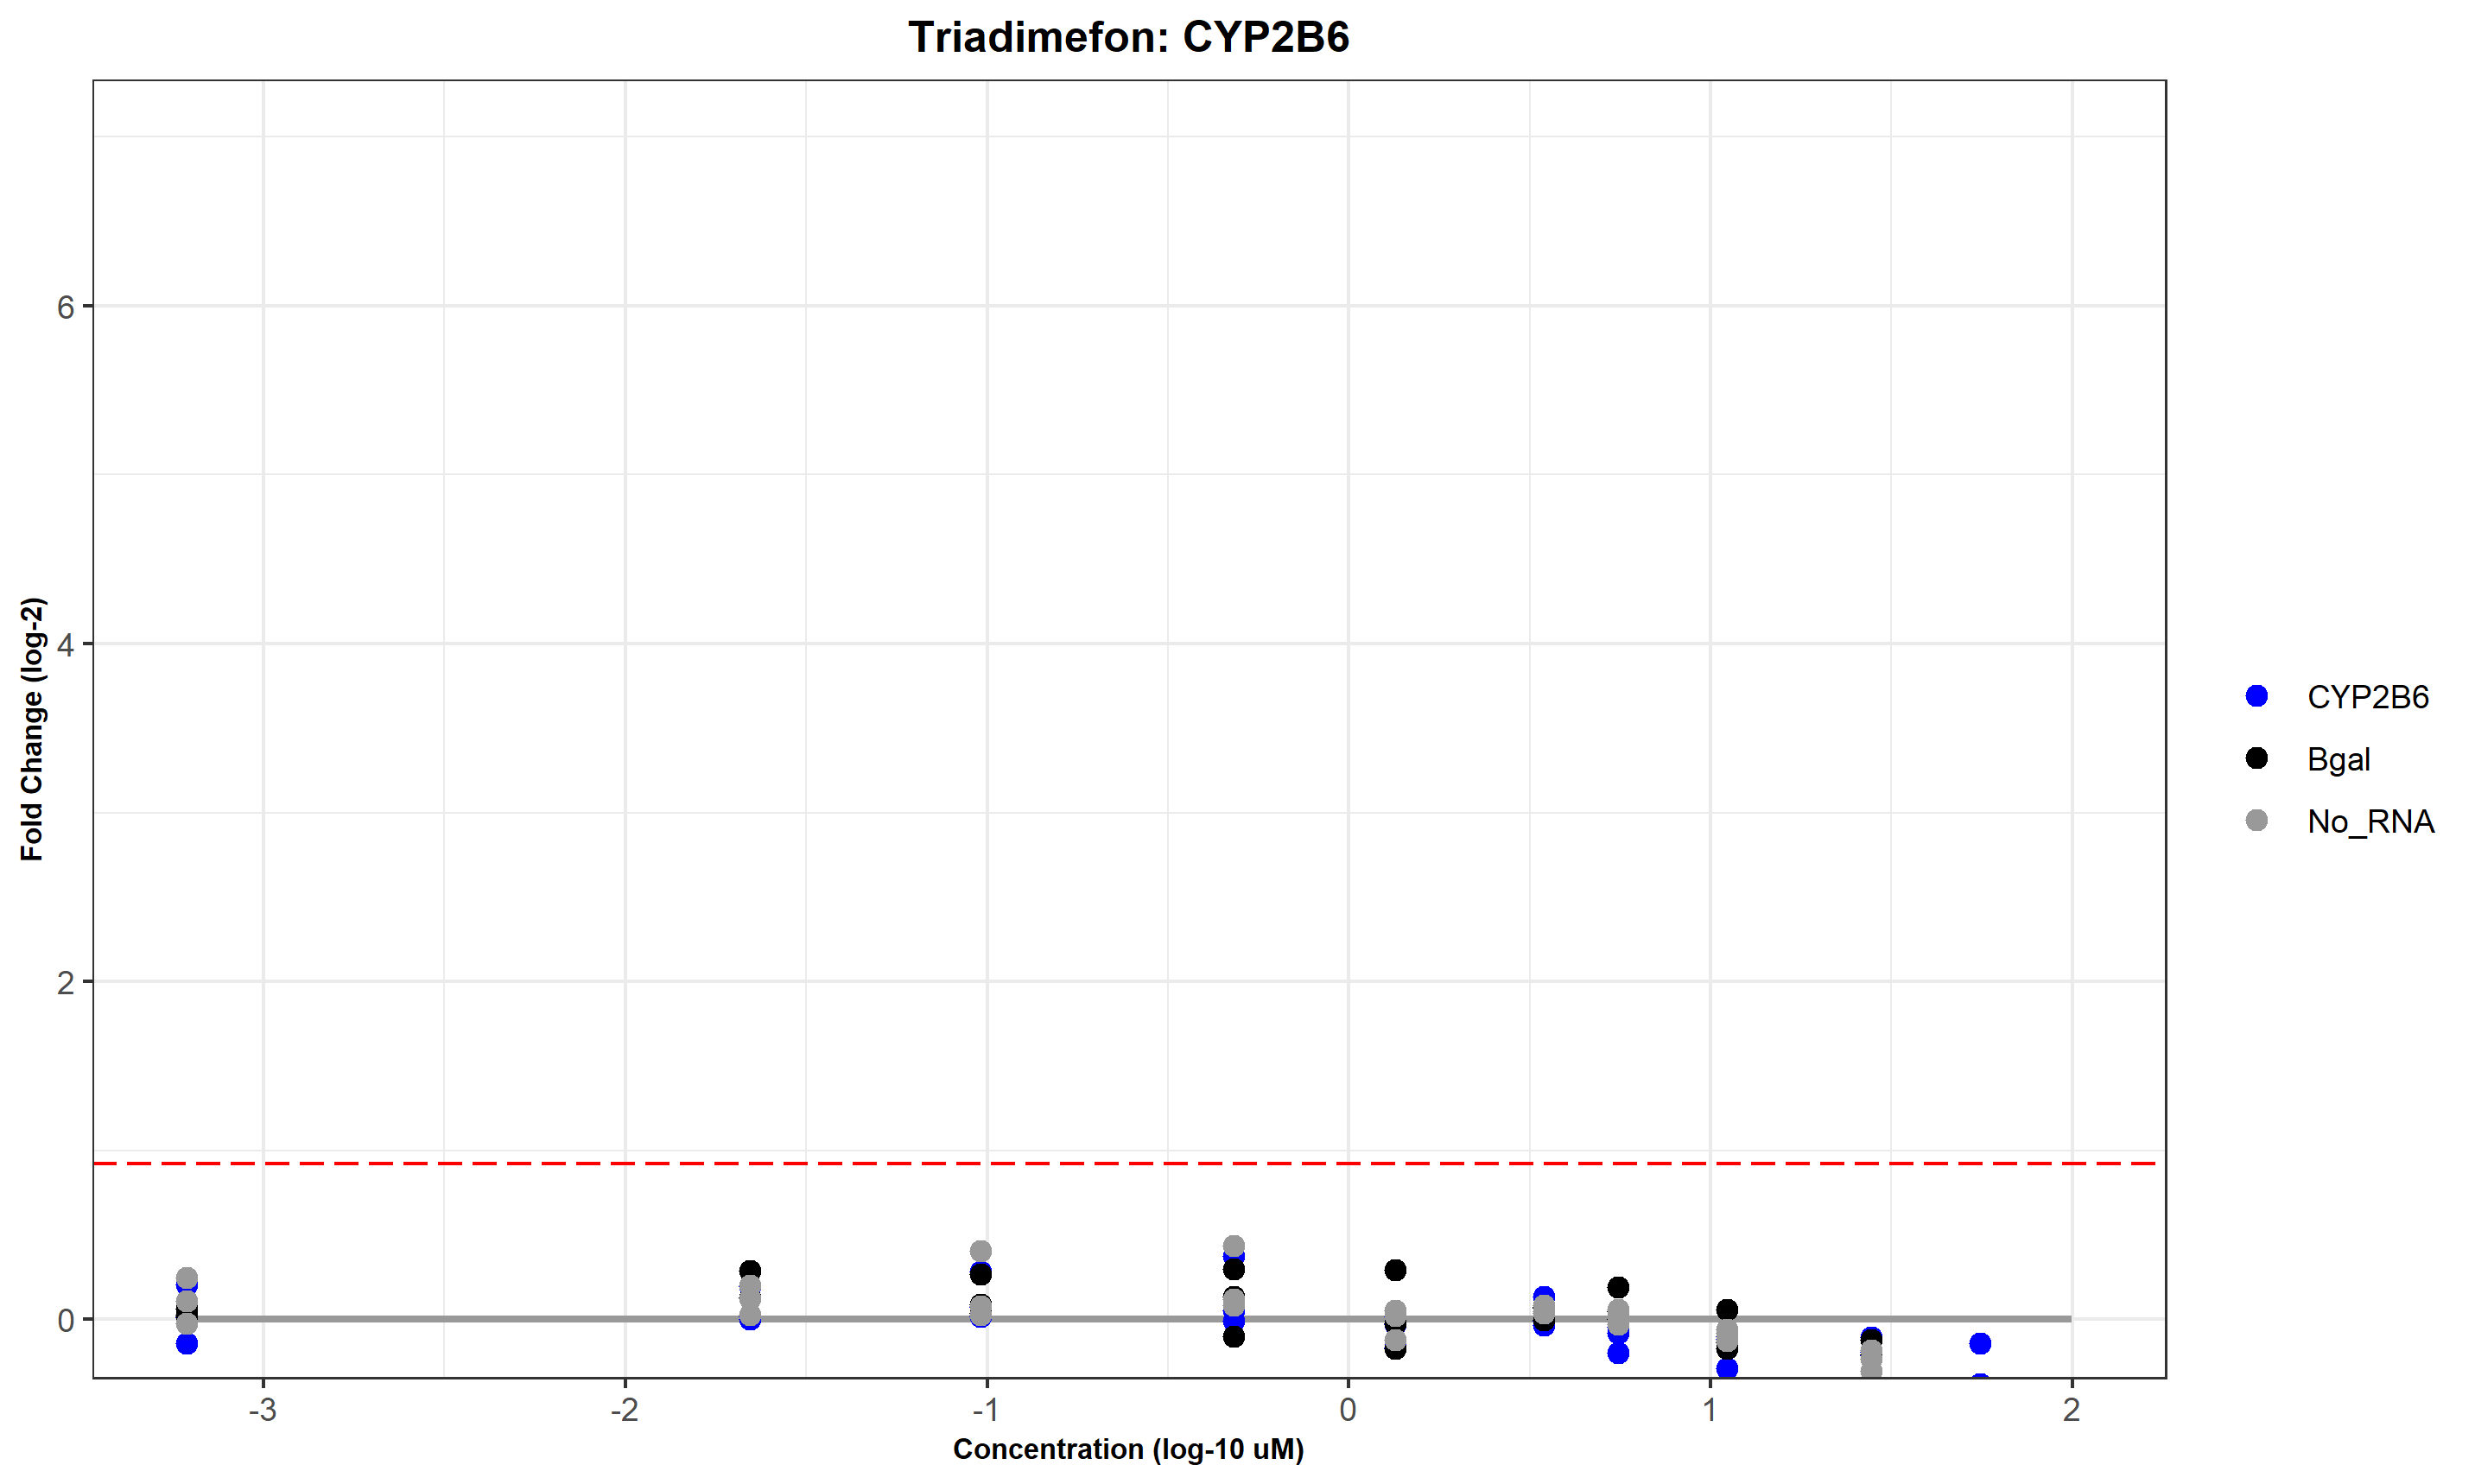 Triadimefon: CYP2B6
Fold Change (log-2)
6
4
2
0
-3
-2
-1
0
1
2
Concentration (log-10 uM)
CYP2B6
Bgal
No_RNA